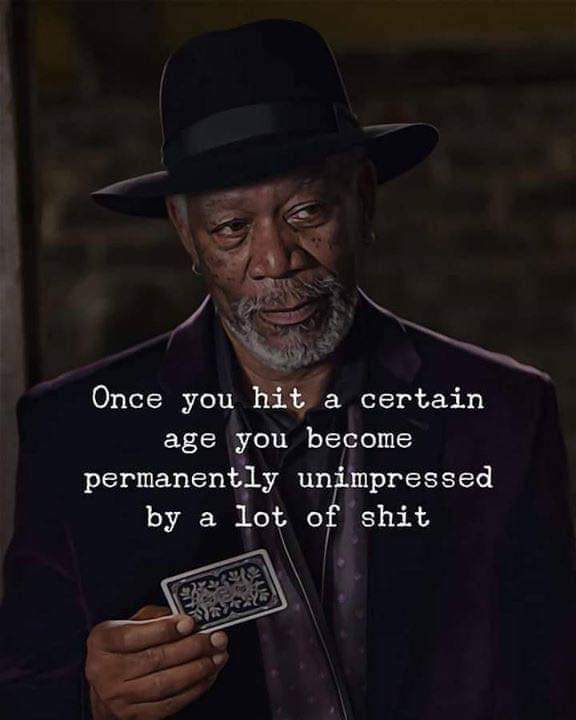 Once you hit a certain
age you become
permanently unimpressed
by a lot of shit